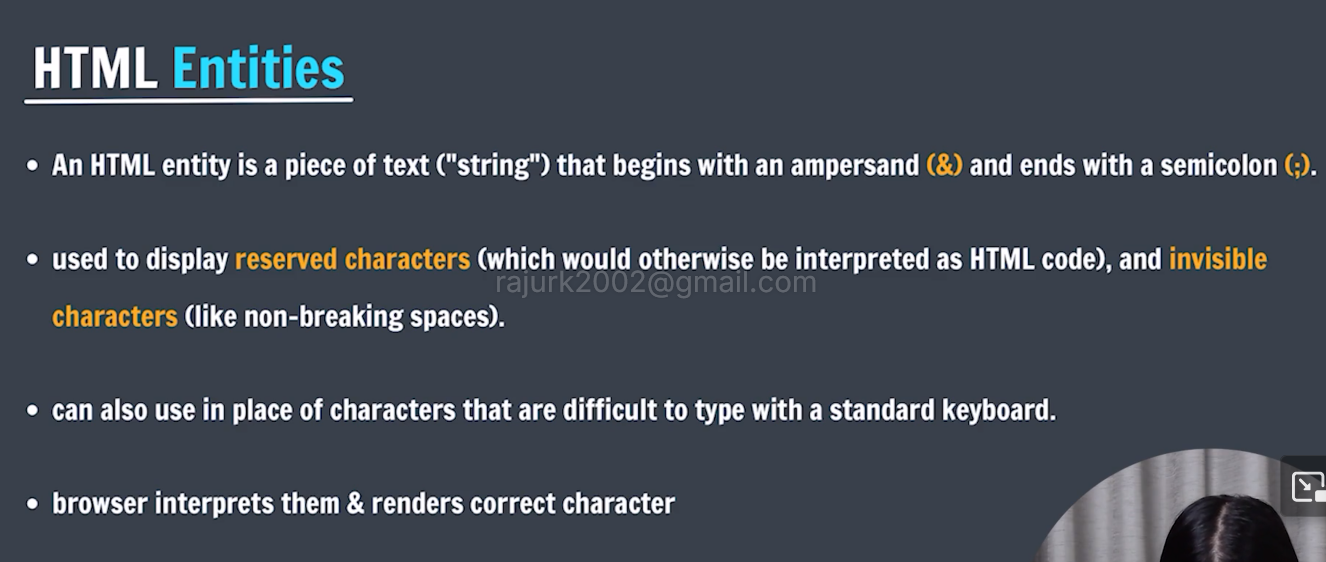 HTML Entities
• An HTML entity is a piece of text ("string") that begins with an ampersand (&) and ends with a semicolon (;).
• used to display reserved characters (which would otherwise be interpreted as HTML code), and invisible
rajurk2002@gmail.com
characters (like non-breaking spaces).
• can also use in place of characters that are difficult to type with a standard keyboard.
• browser interprets them & renders correct character